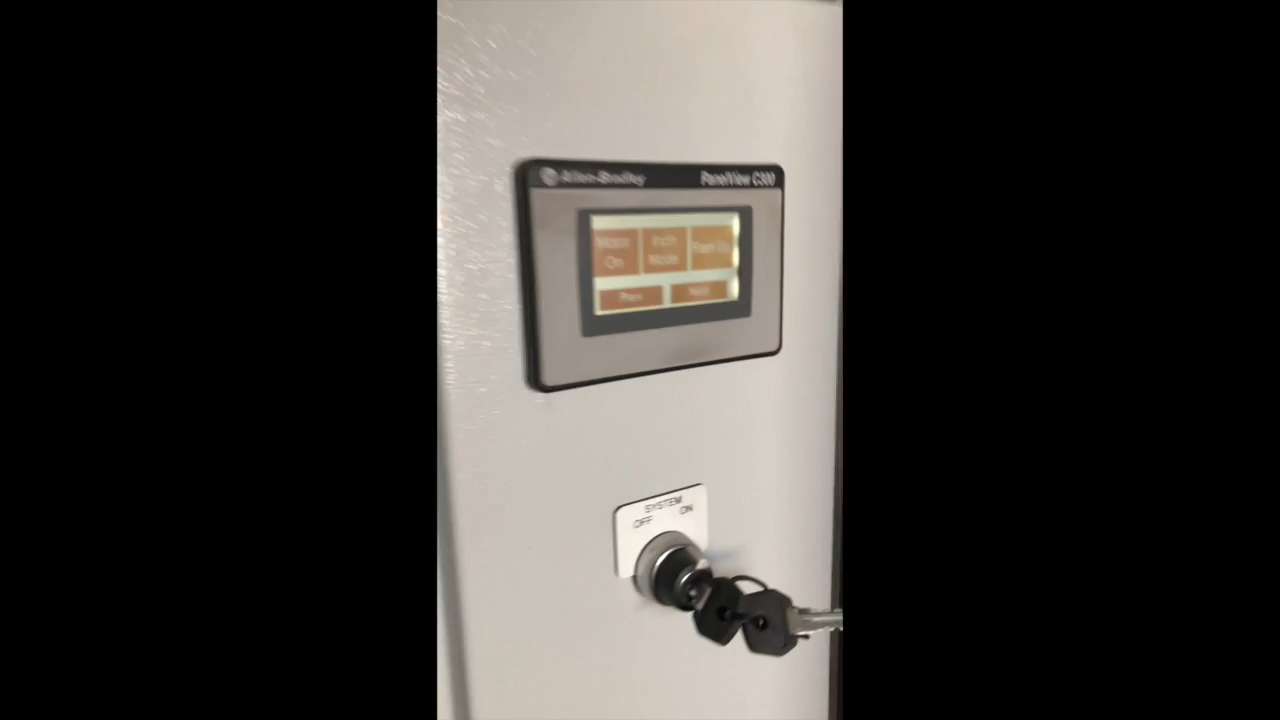 Allen-Bradley PanelView C300
Motor Inch
On Mode
Prev Next
SYSTEM
OFF ON